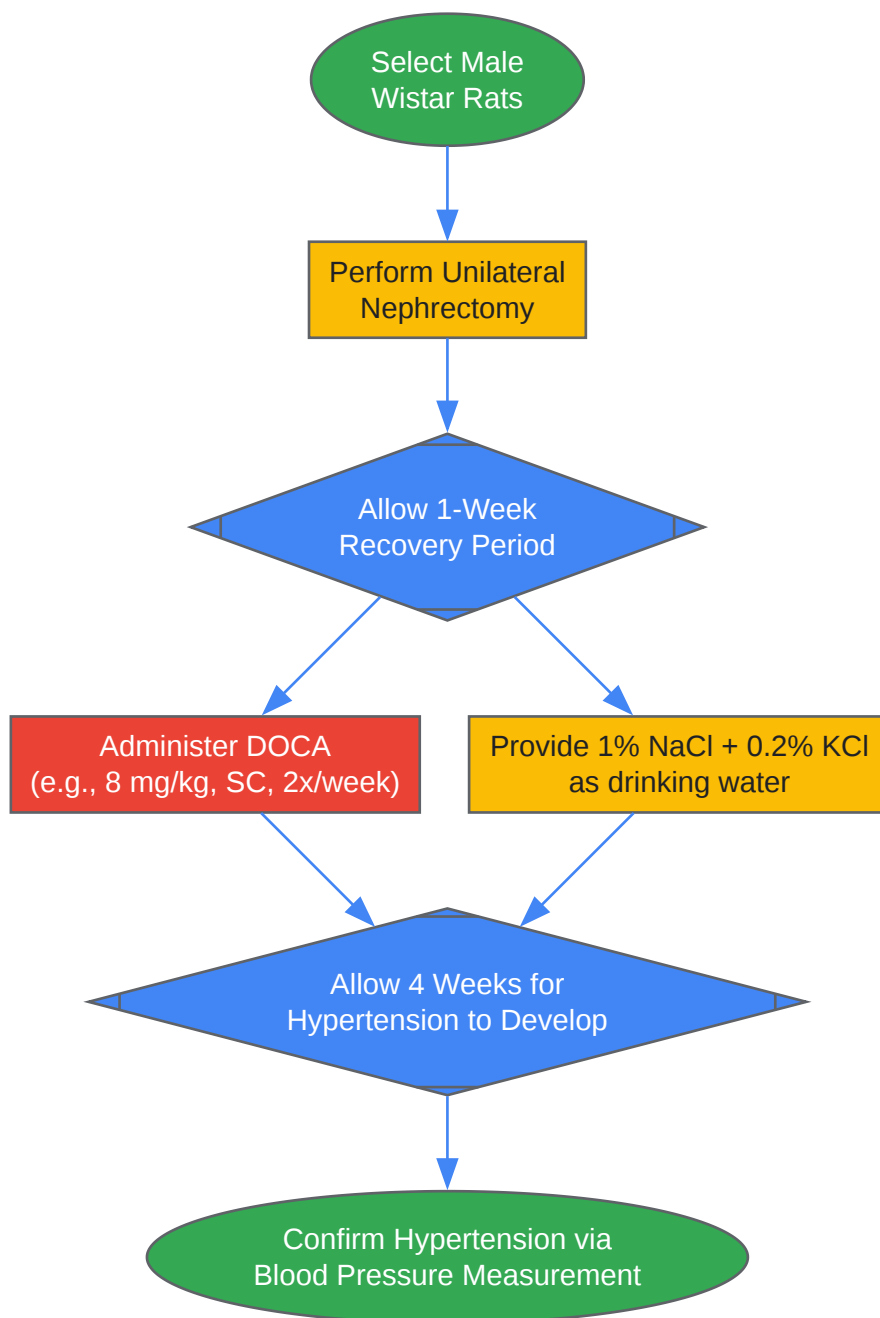 Select Male
Wistar Rats
Perform Unilateral
Nephrectomy
Allow 1-Week
Recovery Period
Administer DOCA
(e.g., 8 mg/kg, SC, 2x/week)
Provide 1% NaCl + 0.2% KCl
as drinking water
Allow 4 Weeks for
Hypertension to Develop
Confirm Hypertension via
Blood Pressure Measurement